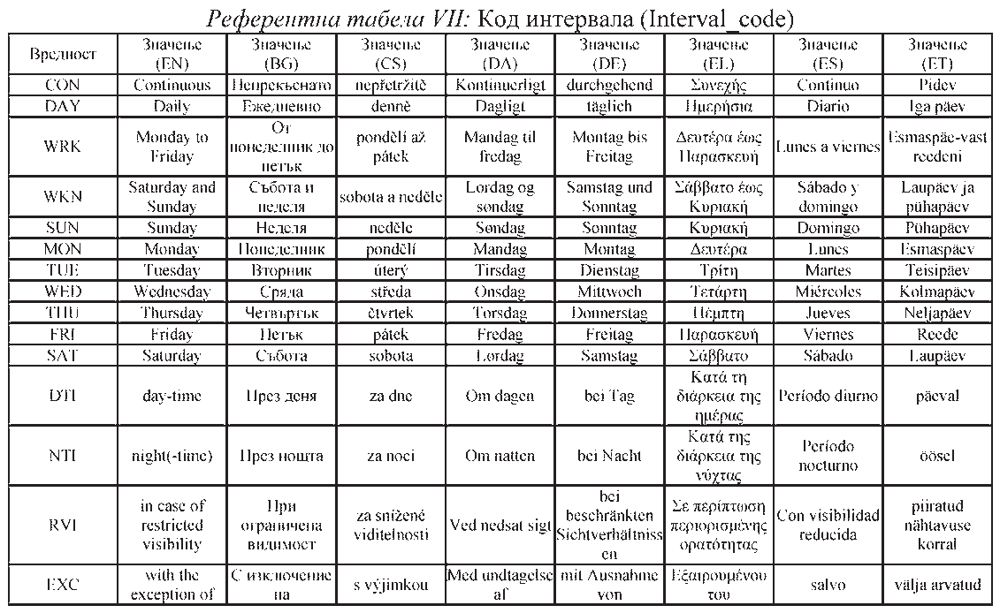 Референтна табела VII: Код интервала (Interval_code)
Вредност Значење (EN) Значење (BG) Значење (CS) Значење (DA) Значење (DE) Значење (EL) Значење (ES) Значење (ET)
CON Continuous Непрекъснато nepřetržitě Kontinuerligt durchgehend Συνεχής Continuo Pidev
DAY Daily Ежедневно denně Dagligt täglich Ημερήσια Diario Iga päev
WRK Monday to Friday От понеделник до петък pondělí až pátek Mandag til fredag Montag bis Freitag Δευτέρα έως Παρασκευή Lunes a viernes Esmaspäe-vast reedeni
WKN Saturday and Sunday Събота и неделя sobota a neděle Lørdag og søndag Samstag und Sonntag Σάββατο έως Κυριακή Sábado y domingo Laupäev ja pühapäev
SUN Sunday Неделя neděle Søndag Sonntag Κυριακή Domingo Pühapäev
MON Monday Понеделник pondělí Mandag Montag Δευτέρα Lunes Esmaspäev
TUE Tuesday Вторник úterý Tirsdag Dienstag Τρίτη Martes Teisipäev
WED Wednesday Сряда středa Onsdag Mittwoch Τετάρτη Miércoles Kolmapäev
THU Thursday Четвъртък čtvrtek Torsdag Donnerstag Πέμπτη Jueves Neljapäev
FRI Friday Петък pátek Fredag Freitag Παρασκευή Viernes Reede
SAT Saturday Събота sobota Lørdag Samstag Σάββατο Sábado Laupäev
DTI day-time През деня za dne Om dagen bei Tag Κατά τη διάρκεια της ημέρας Período diurno päeval
NTI night(-time) През нощта za noci Om natten bei Nacht Κατά της διάρκεια της νύχτας Período nocturno öösel
RVI in case of restricted visibility При ограничена видимост za snížené viditelnosti Ved nedsat sigt bei beschränkten Sichtverhältniss en Σε περίπτωση περιορισμένης ορατότητας Con visibilidad reducida piiratud nähtavuse korral
EXC with the exception of С изключение на s výjimkou Med undtagelse af mit Ausnahme von Εξαιρουμένου του salvo välja arvatud